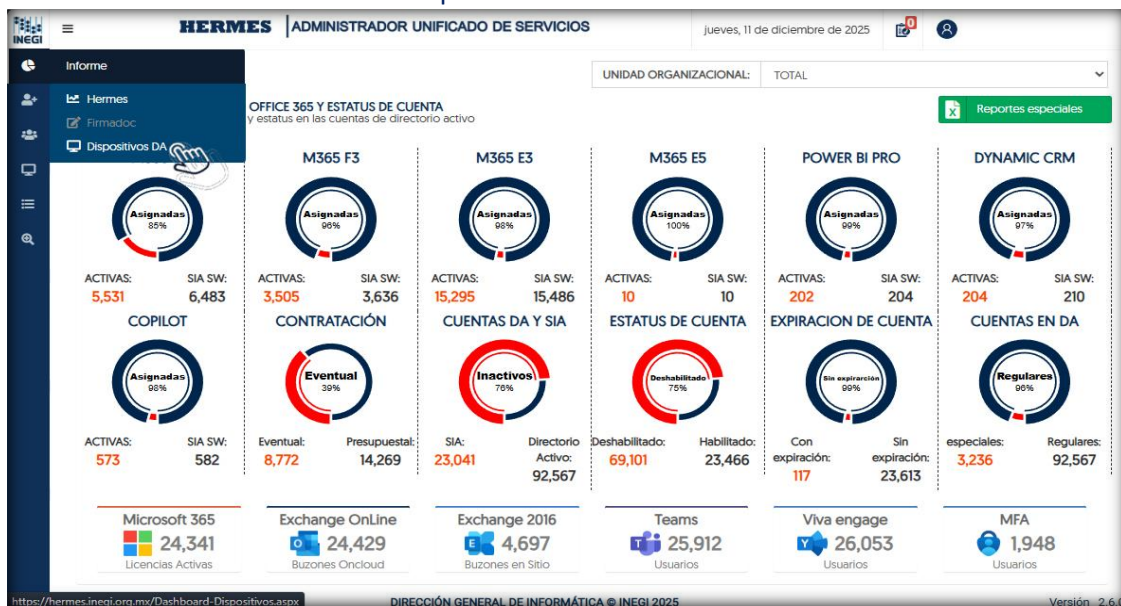 INEGI
HERMES | ADMINISTRADOR UNIFICADO DE SERVICIOS
jueves, 11 de diciembre de 2025
0
Informe
UNIDAD ORGANIZACIONAL: TOTAL
Hermes
Firmadoc
Dispositivos DA
OFFICE 365 Y ESTATUS DE CUENTA
y estatus en las cuentas de directorio activo
Reportes especiales
M365 F3 M365 E3 M365 E5 POWER BI PRO DYNAMIC CRM
Asignadas Asignadas Asignadas Asignadas Asignadas Asignadas
85% 96% 98% 100% 99% 97%
ACTIVAS: SIA SW: ACTIVAS: SIA SW: ACTIVAS: SIA SW: ACTIVAS: SIA SW: ACTIVAS: SIA SW: ACTIVAS: SIA SW:
5,531 6,483 3,505 3,636 15,295 15,486 10 10 202 204 204 210
COPILOT CONTRATACIÓN CUENTAS DA Y SIA ESTATUS DE CUENTA EXPIRACION DE CUENTA CUENTAS EN DA
Asignadas Eventual Inactivos Deshabilitado Sin expirarción Regulares
98% 39% 76% 75% 99% 96%
ACTIVAS: SIA SW: Eventual: Presupuestal: SIA: Directorio Activo: Deshabilitado: Habilitado: Con expiración: Sin expiración: especiales: Regulares:
573 582 8,772 14,269 23,041 92,567 69,101 23,466 117 23,613 3,236 92,567
Microsoft 365 Exchange OnLine Exchange 2016 Teams Viva engage MFA
24,341 24,429 4,697 25,912 26,053 1,948
Licencias Activas Buzones Oncloud Buzones en Sitio Usuarios Usuarios Usuarios
https://hermes.inegi.org.mx/Dashboard-Dispositivos.aspx DIRECCIÓN GENERAL DE INFORMÁTICA © INEGI 2025 Versión 2.6.0